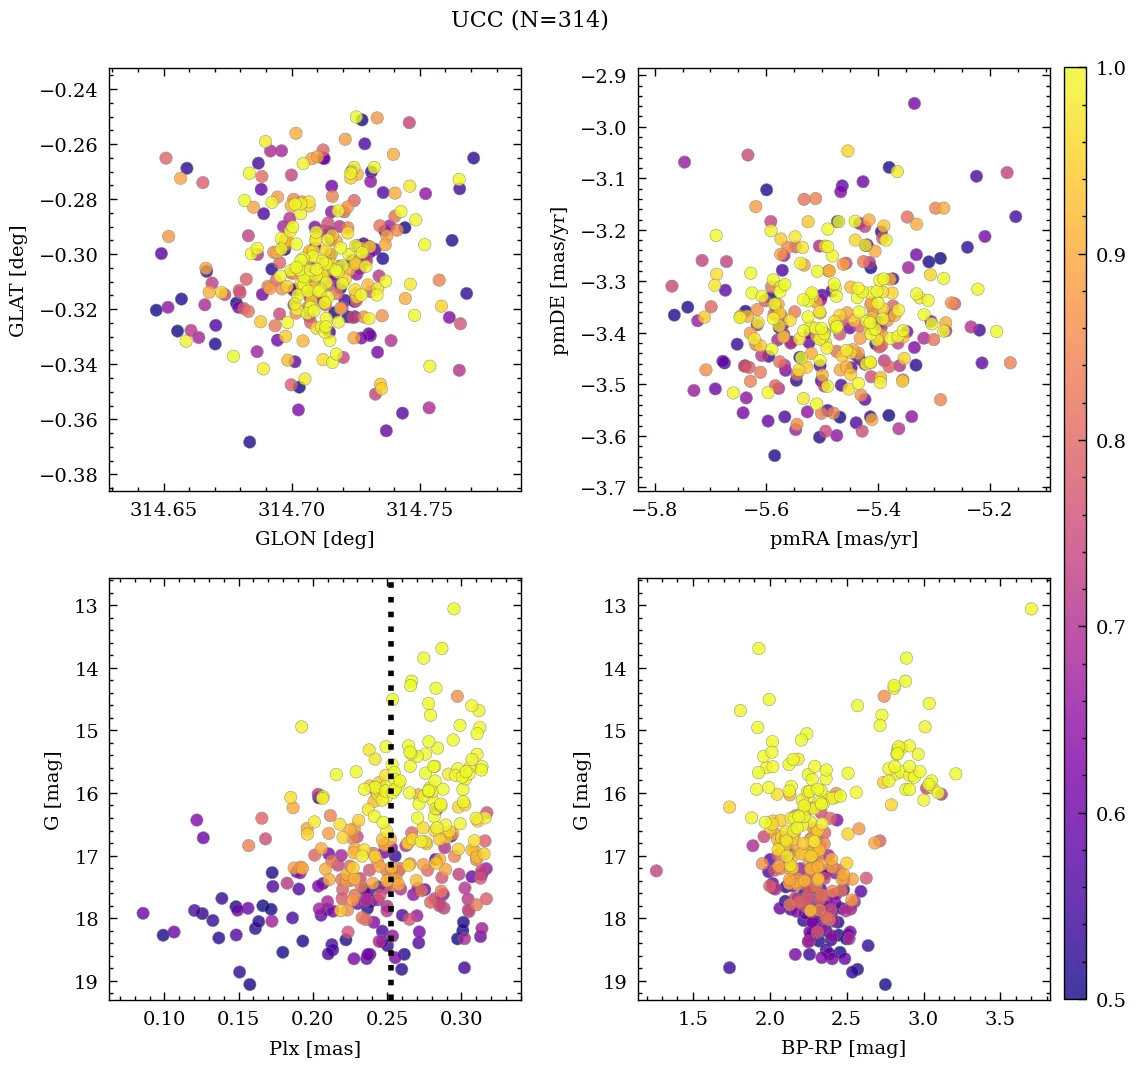 UCC (N=314)
−0.24
−0.26
−0.28
−0.30
−0.32
−0.34
−0.36
−0.38
GLAT [deg]
314.65 314.70 314.75
GLON [deg]
−2.9
−3.0
−3.1
−3.2
−3.3
−3.4
−3.5
−3.6
−3.7
pmDE [mas/yr]
−5.8 −5.6 −5.4 −5.2
pmRA [mas/yr]
13
14
15
16
17
18
19
G [mag]
0.10 0.15 0.20 0.25 0.30
Plx [mas]
13
14
15
16
17
18
19
G [mag]
1.5 2.0 2.5 3.0 3.5
BP-RP [mag]
1.0
0.9
0.8
0.7
0.6
0.5